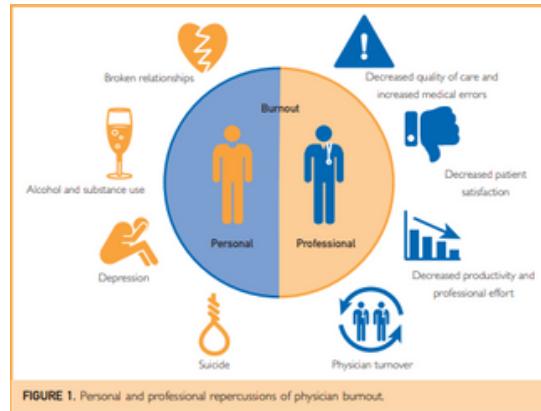 Broken relationships
Decreased quality of care and
increased medical errors
Burnout
Alcohol and substance use
Decreased patient
satisfaction
Personal
Professional
Depression
Decreased productivity and
professional effort
Suicide
Physician turnover
FIGURE 1. Personal and professional repercussions of physician burnout.